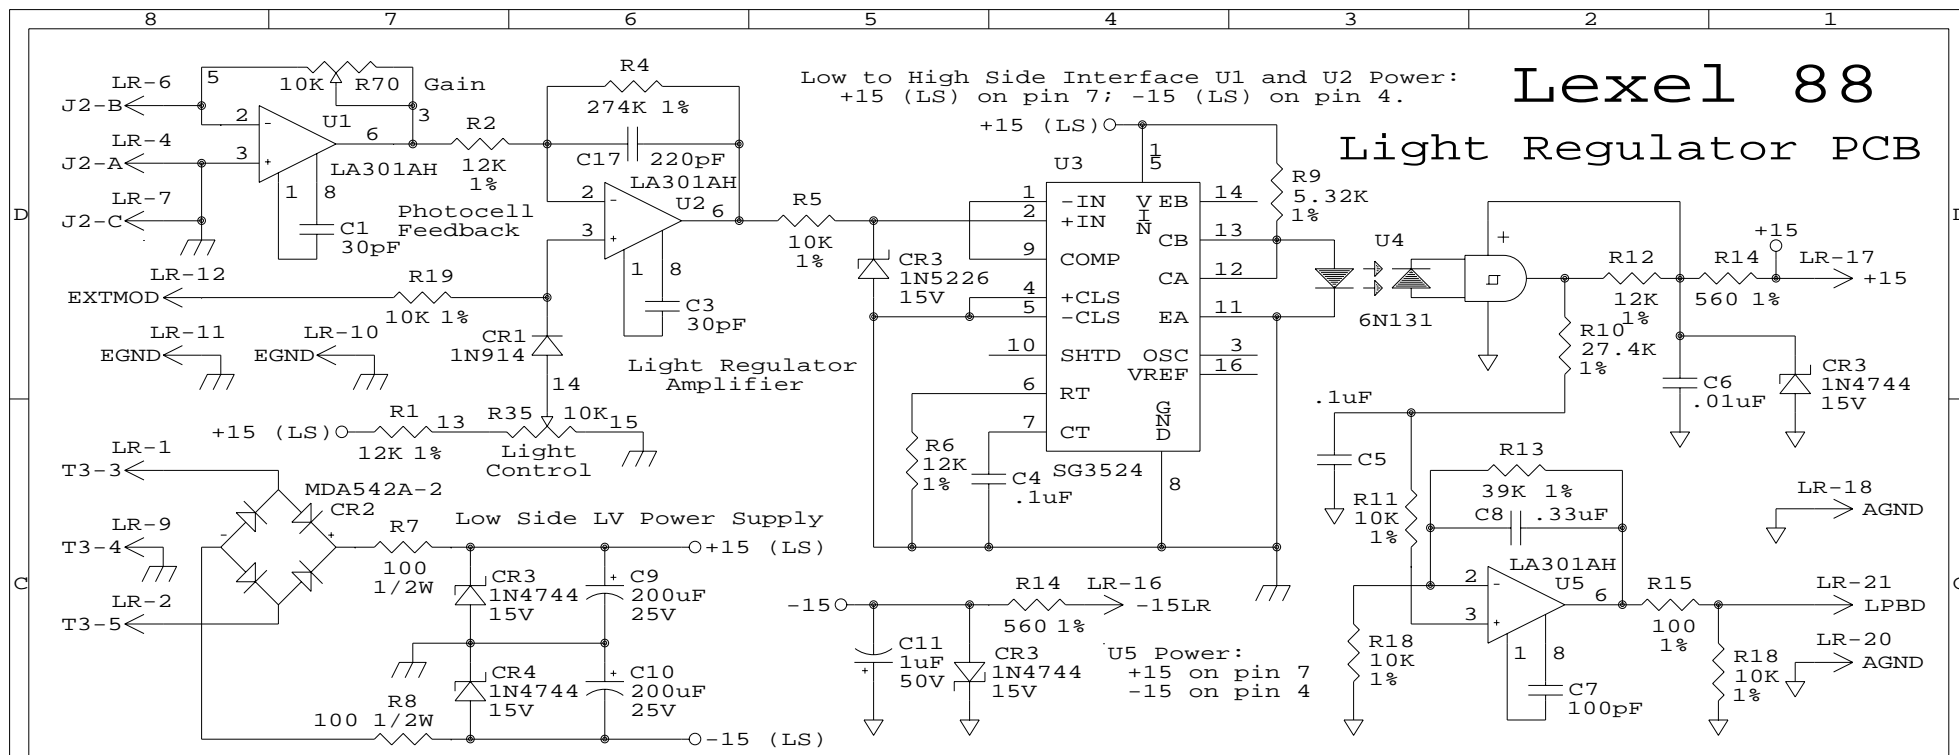 8 7 6 5 4 3 2 1
D
C
Lexel 88
Light Regulator PCB
Low to High Side Interface U1 and U2 Power:
+15 (LS) on pin 7; -15 (LS) on pin 4.
LR-6
J2-B
LR-4
J2-A
LR-7
J2-C
5
10K
R70
Gain
3
2
3
U1
6
LA301AH
1
8
C1
30pF
Photocell
Feedback
R2
12K
1%
R4
274K 1%
C17
220pF
LA301AH
U2
2
3
6
1
8
C3
30pF
Light Regulator
Amplifier
LR-12
EXTMOD
R19
10K 1%
LR-11
EGND
LR-10
EGND
CR1
1N914
14
+15 (LS)
R1
12K 1%
13
R35
10K
15
Light
Control
R5
10K
1%
CR3
1N5226
15V
+15 (LS)
U3
15
1
2
9
4
5
10
6
7
-IN
+IN
COMP
+CLS
-CLS
SHTD
RT
CT
VIN
EB
CB
CA
EA
OSC
VREF
GND
14
13
12
11
3
16
SG3524
8
R6
12K
1%
C4
.1uF
R9
5.32K
1%
U4
6N131
+
R12
12K
1%
R14
560 1%
+15
LR-17
+15
R10
27.4K
1%
C6
.01uF
CR3
1N4744
15V
.1uF
C5
R11
10K
1%
R13
39K 1%
C8
.33uF
LA301AH
U5
2
3
6
1
8
C7
100pF
R18
10K
1%
R15
100
1%
R18
10K
1%
LR-18
AGND
LR-21
LPBD
LR-20
AGND
LR-1
T3-3
LR-9
T3-4
LR-2
T3-5
MDA542A-2
CR2
-
+
R7
100
1/2W
Low Side LV Power Supply
+15 (LS)
CR3
1N4744
15V
C9
200uF
25V
CR4
1N4744
15V
C10
200uF
25V
R8
100 1/2W
-15 (LS)
-15
R14
560 1%
LR-16
-15LR
C11
1uF
50V
CR3
1N4744
15V
U5 Power:
+15 on pin 7
-15 on pin 4